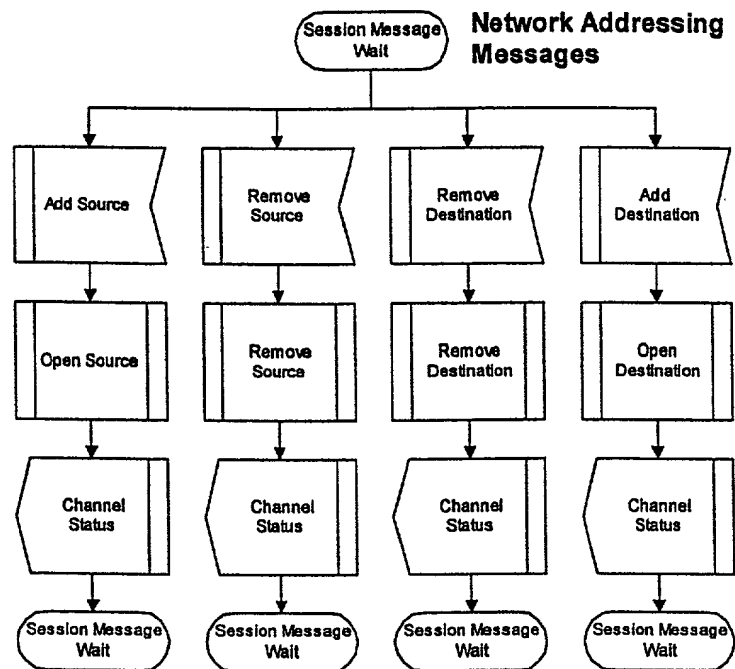 Session Message
Wait
Network Addressing
Messages
Add Source
Remove
Source
Remove
Destination
Add
Destination
Open Source
Remove
Source
Remove
Destination
Open
Destination
Channel
Status
Channel
Status
Channel
Status
Channel
Status
Session Message
Wait
Session Message
Wait
Session Message
Wait
Session Message
Wait